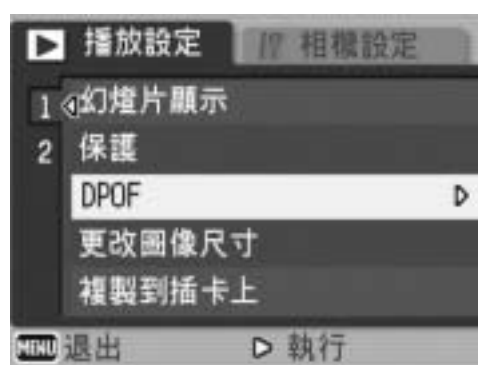 播放設定 相機設定
1 幻燈片顯示
2 保護
DPOF
更改圖像尺寸
複製到插卡上
MENU 退出 執行